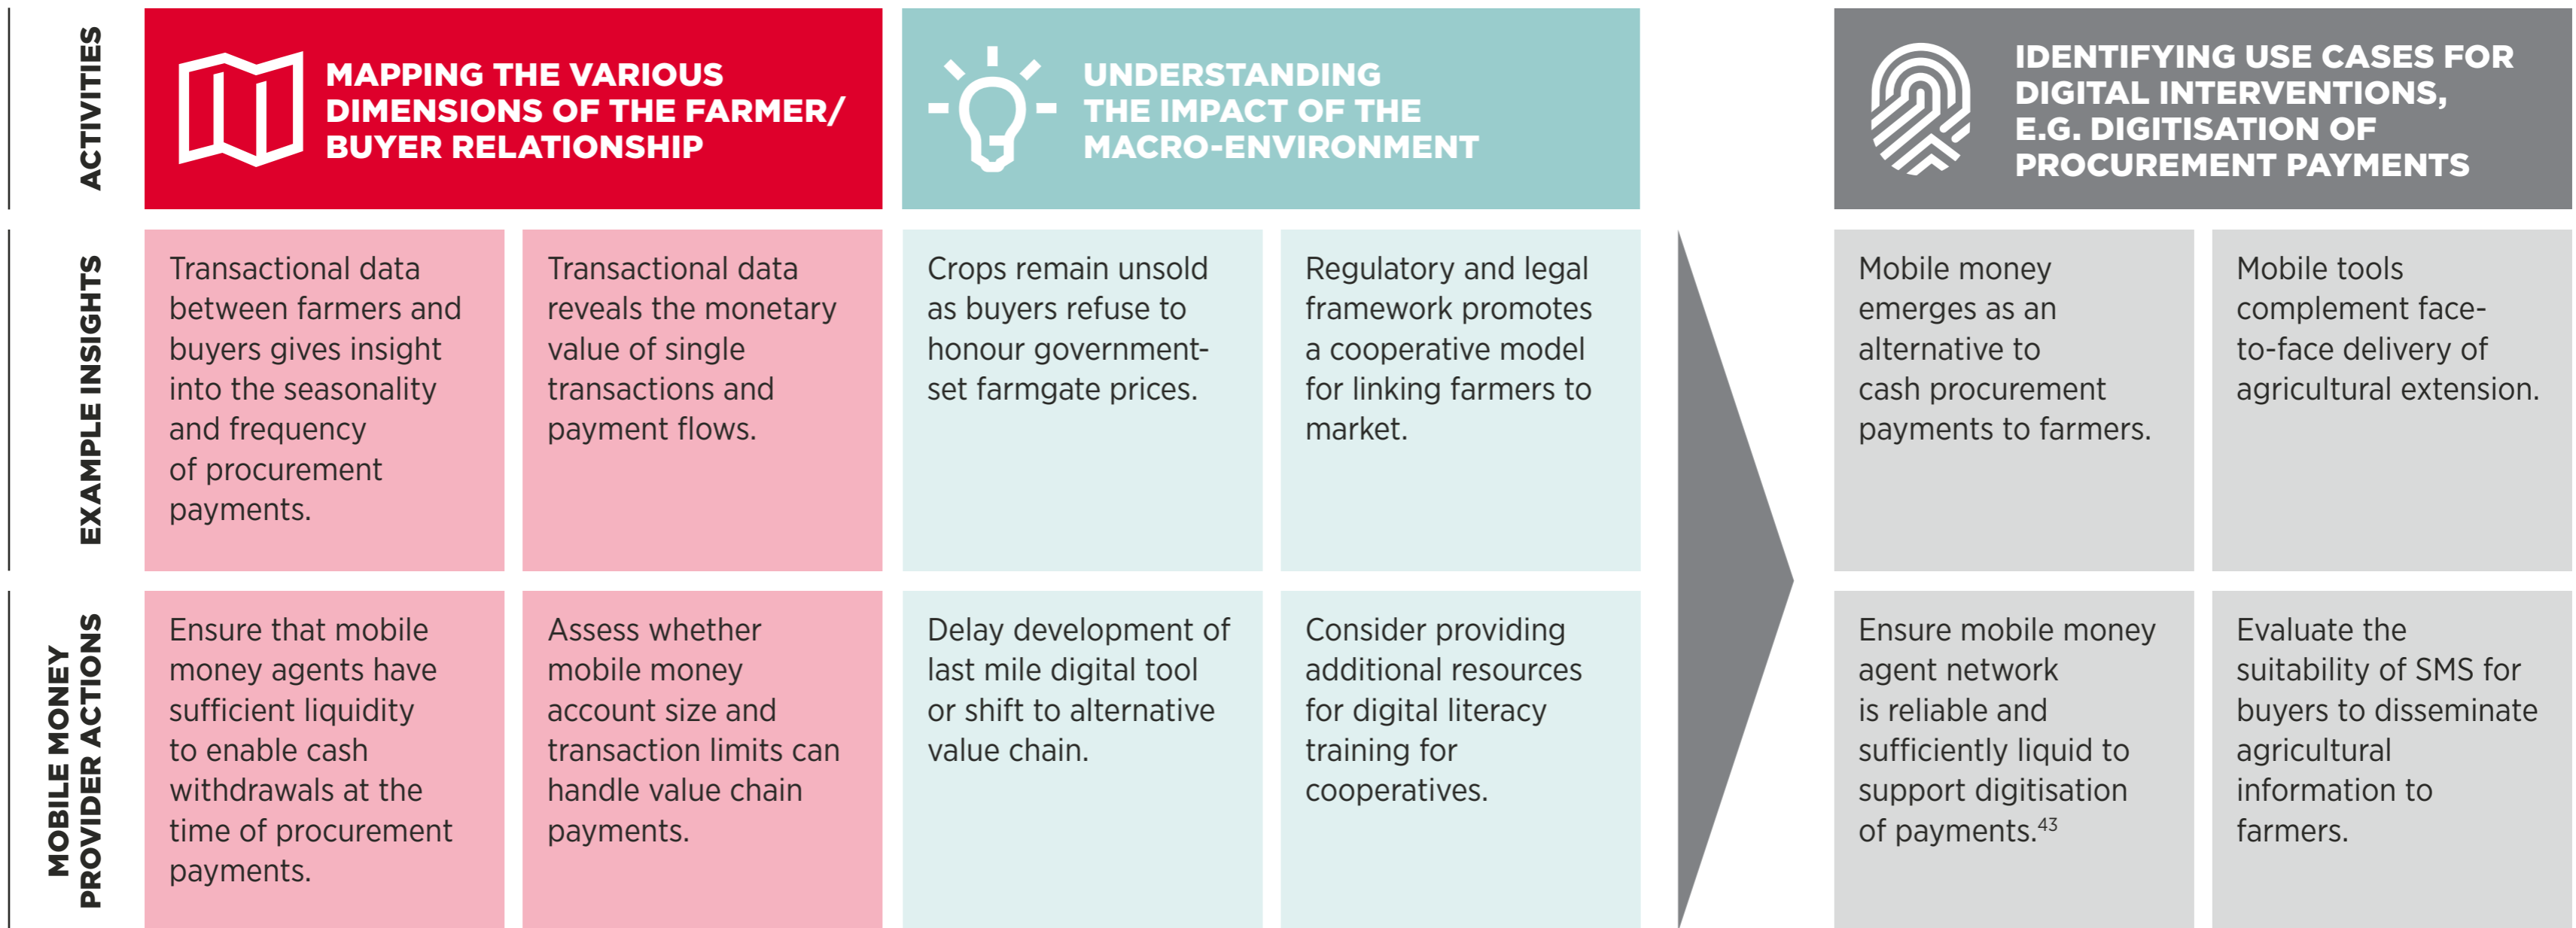 ACTIVITIES
MAPPING THE VARIOUS
DIMENSIONS OF THE FARMER/
BUYER RELATIONSHIP
UNDERSTANDING
THE IMPACT OF THE
MACRO-ENVIRONMENT
IDENTIFYING USE CASES FOR
DIGITAL INTERVENTIONS,
E.G. DIGITISATION OF
PROCUREMENT PAYMENTS
EXAMPLE INSIGHTS
Transactional data
between farmers and
buyers gives insight
into the seasonality
and frequency
of procurement
payments.
Transactional data
reveals the monetary
value of single
transactions and
payment flows.
Crops remain unsold
as buyers refuse to
honour government-
set farmgate prices.
Regulatory and legal
framework promotes
a cooperative model
for linking farmers to
market.
Mobile money
emerges as an
alternative to
cash procurement
payments to farmers.
Mobile tools
complement face-
to-face delivery of
agricultural extension.
MOBILE MONEY
PROVIDER ACTIONS
Ensure that mobile
money agents have
sufficient liquidity
to enable cash
withdrawals at the
time of procurement
payments.
Assess whether
mobile money
account size and
transaction limits can
handle value chain
payments.
Delay development of
last mile digital tool
or shift to alternative
value chain.
Consider providing
additional resources
for digital literacy
training for
cooperatives.
Ensure mobile money
agent network
is reliable and
sufficiently liquid to
support digitisation
of payments.43
Evaluate the
suitability of SMS for
buyers to disseminate
agricultural
information to
farmers.